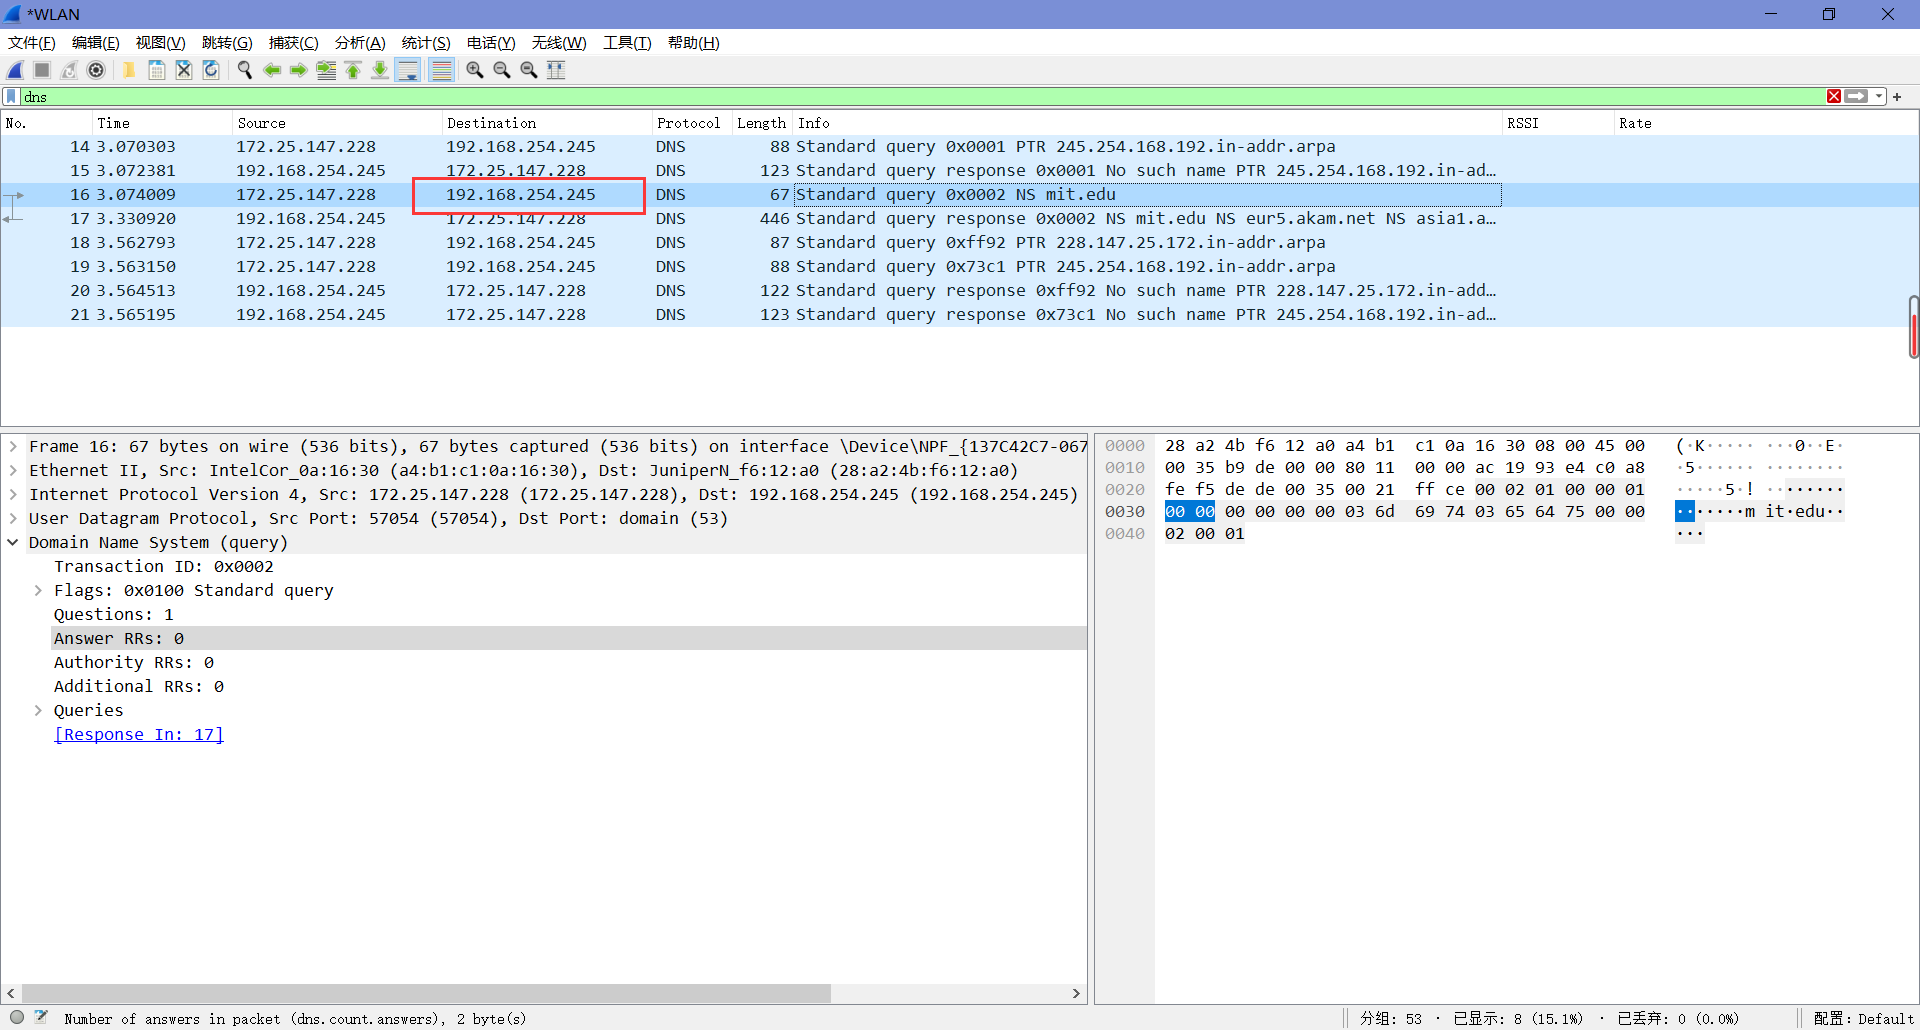 *WLAN
文件(F) 编辑(E) 视图(V) 跳转(G) 捕获(C) 分析(A) 统计(S) 电话(Y) 无线(W) 工具(T) 帮助(H)
dns
No. Time Source Destination Protocol Length Info RSSI Rate
14 3.070303 172.25.147.228 192.168.254.245 DNS 88 Standard query 0x0001 PTR 245.254.168.192.in-addr.arpa
15 3.072381 192.168.254.245 172.25.147.228 DNS 123 Standard query response 0x0001 No such name PTR 245.254.168.192.in-ad…
16 3.074009 172.25.147.228 192.168.254.245 DNS 67 Standard query 0x0002 NS mit.edu
17 3.330920 192.168.254.245 172.25.147.228 DNS 446 Standard query response 0x0002 NS mit.edu NS eur5.akam.net NS asia1.a…
18 3.562793 172.25.147.228 192.168.254.245 DNS 87 Standard query 0xff92 PTR 228.147.25.172.in-addr.arpa
19 3.563150 172.25.147.228 192.168.254.245 DNS 88 Standard query 0x73c1 PTR 245.254.168.192.in-addr.arpa
20 3.564513 192.168.254.245 172.25.147.228 DNS 122 Standard query response 0xff92 No such name PTR 228.147.25.172.in-add…
21 3.565195 192.168.254.245 172.25.147.228 DNS 123 Standard query response 0x73c1 No such name PTR 245.254.168.192.in-ad…
Frame 16: 67 bytes on wire (536 bits), 67 bytes captured (536 bits) on interface \Device\NPF_{137C42C7-067
Ethernet II, Src: IntelCor_0a:16:30 (a4:b1:c1:0a:16:30), Dst: JuniperN_f6:12:a0 (28:a2:4b:f6:12:a0)
Internet Protocol Version 4, Src: 172.25.147.228 (172.25.147.228), Dst: 192.168.254.245 (192.168.254.245)
User Datagram Protocol, Src Port: 57054 (57054), Dst Port: domain (53)
Domain Name System (query)
Transaction ID: 0x0002
Flags: 0x0100 Standard query
Questions: 1
Answer RRs: 0
Authority RRs: 0
Additional RRs: 0
Queries
[Response In: 17]
0000 28 a2 4b f6 12 a0 a4 b1 c1 0a 16 30 08 00 45 00 (·K····· ···0··E·
0010 00 35 b9 de 00 00 80 11 00 00 ac 19 93 e4 c0 a8 ·5······ ········
0020 fe f5 de de 00 35 00 21 ff ce 00 02 01 00 00 01 ·····5·! ········
0030 00 00 00 00 00 00 03 6d 69 74 03 65 64 75 00 00 ·······m it·edu··
0040 02 00 01 ···
Number of answers in packet (dns.count.answers), 2 byte(s)
分组: 53 · 已显示: 8 (15.1%) · 已丢弃: 0 (0.0%)
配置: Default